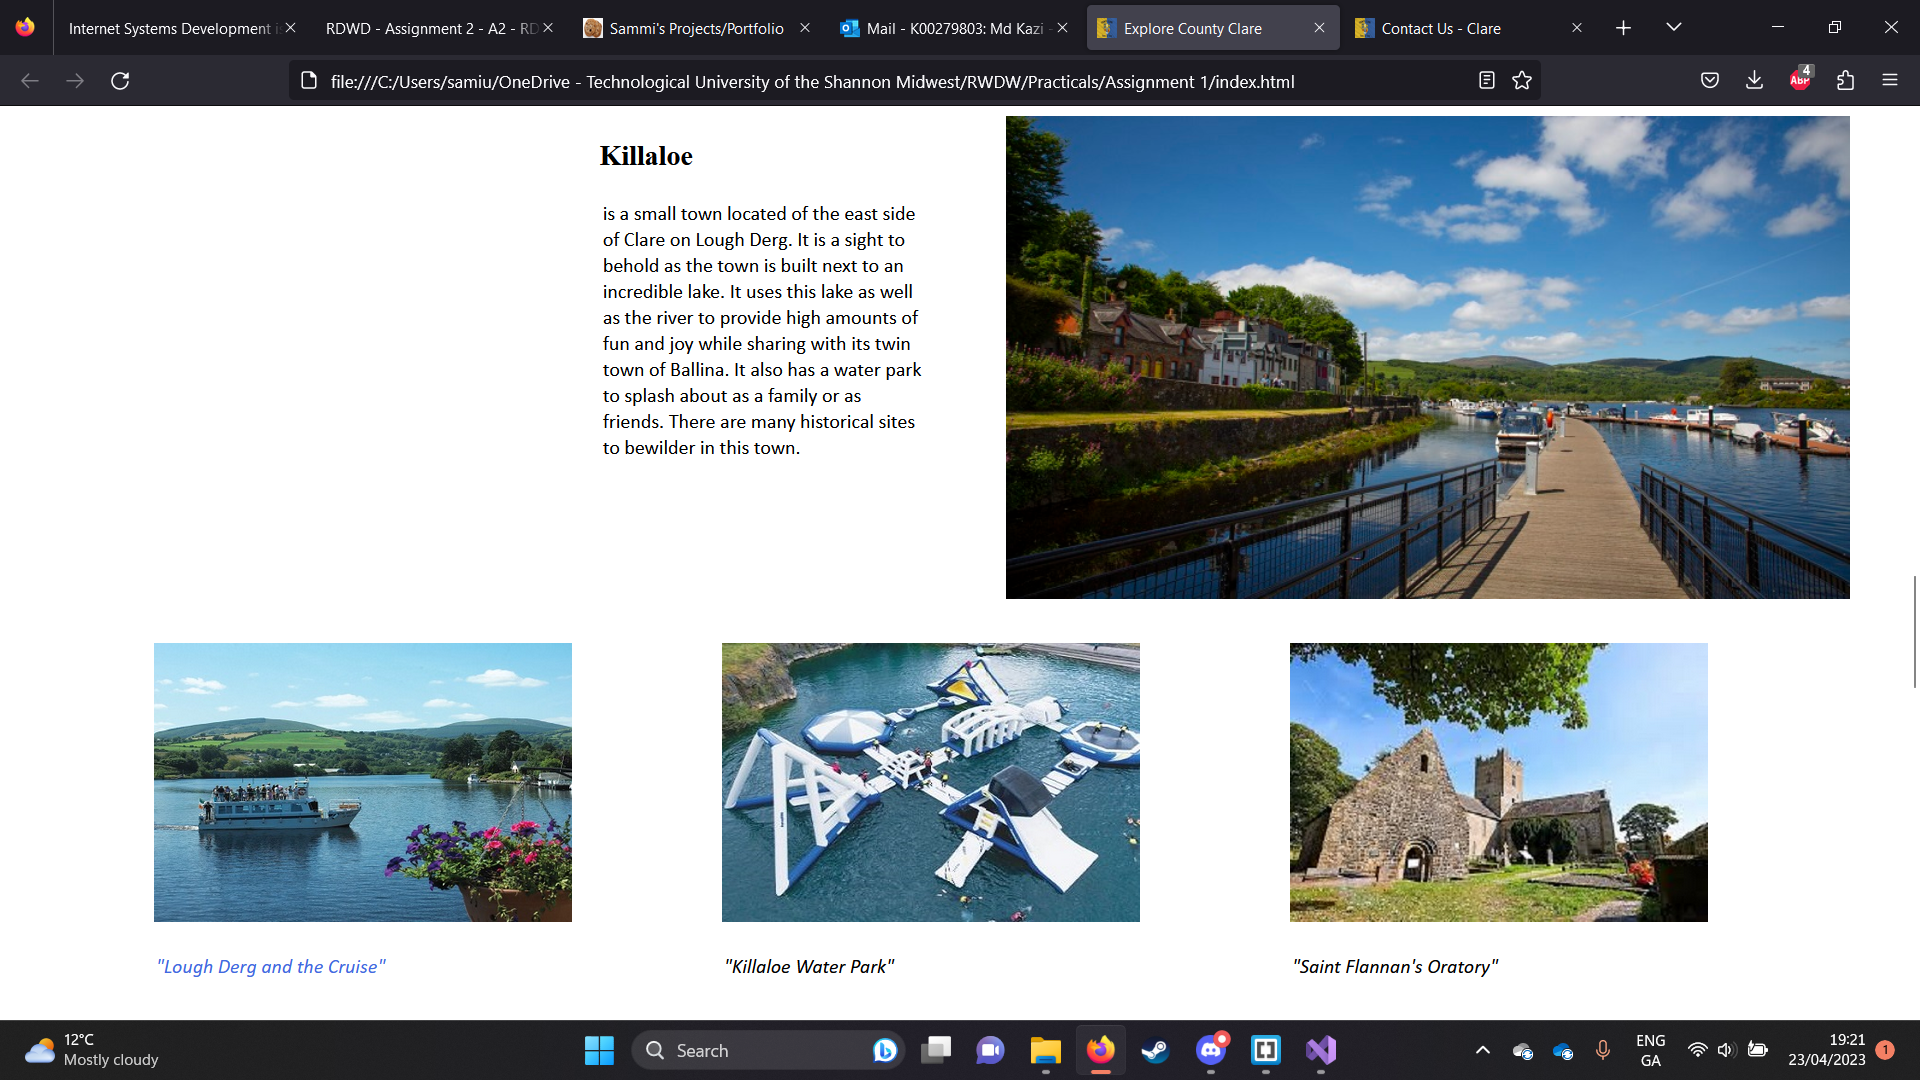 Internet Systems Development i
RDWD - Assignment 2 - A2 - RD
Sammi's Projects/Portfolio
Mail - K00279803: Md Kazi -
Explore County Clare
Contact Us - Clare
file:///C:/Users/samiu/OneDrive - Technological University of the Shannon Midwest/RWDW/Practicals/Assignment 1/index.html
ABP
4
Killaloe
is a small town located of the east side
of Clare on Lough Derg. It is a sight to
behold as the town is built next to an
incredible lake. It uses this lake as well
as the river to provide high amounts of
fun and joy while sharing with its twin
town of Ballina. It also has a water park
to splash about as a family or as
friends. There are many historical sites
to bewilder in this town.
"Lough Derg and the Cruise"
"Killaloe Water Park"
"Saint Flannan's Oratory"
12°C
Mostly cloudy
Search
ENG
GA
19:21
23/04/2023
1